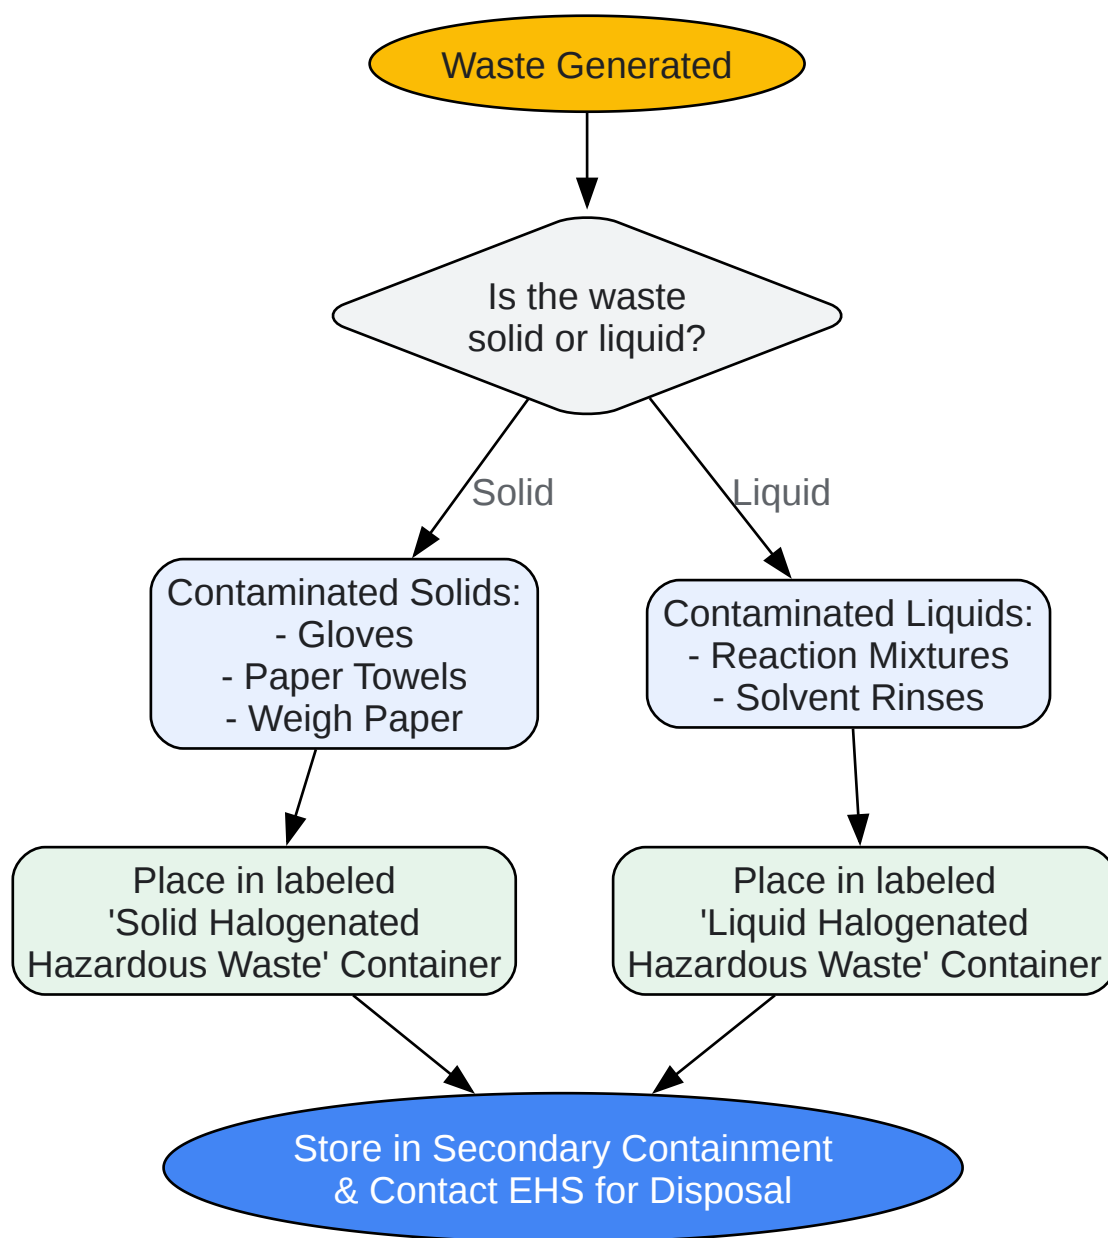 Waste Generated
Is the waste
solid or liquid?
Solid
Liquid
Contaminated Solids:
- Gloves
- Paper Towels
- Weigh Paper
Contaminated Liquids:
- Reaction Mixtures
- Solvent Rinses
Place in labeled
'Solid Halogenated
Hazardous Waste' Container
Place in labeled
'Liquid Halogenated
Hazardous Waste' Container
Store in Secondary Containment
& Contact EHS for Disposal